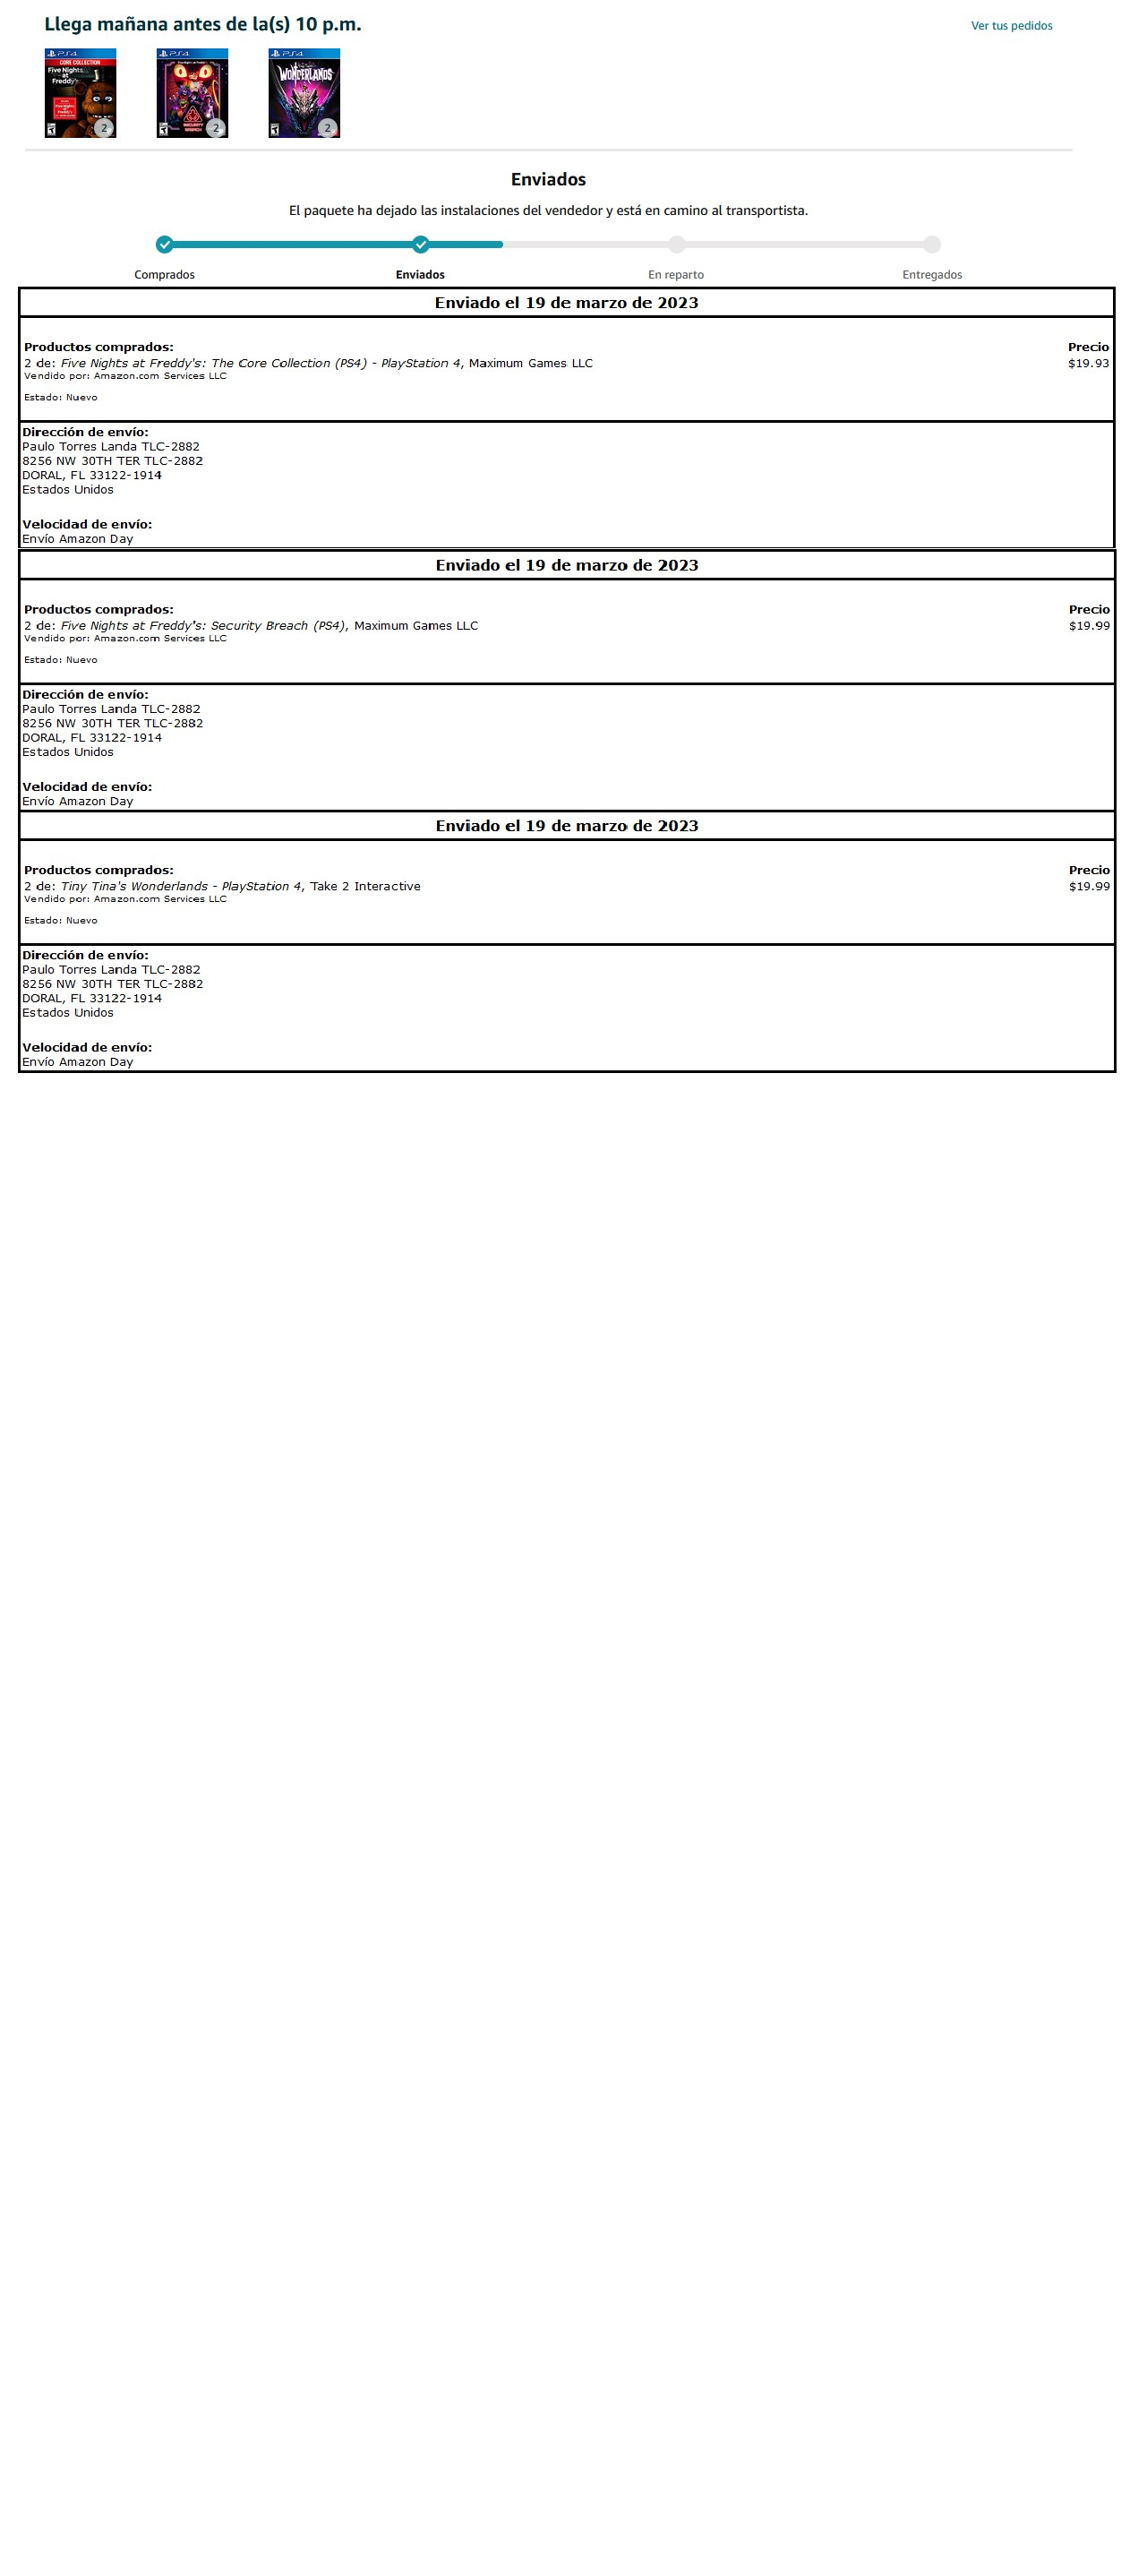 Llega mañana antes de la(s) 10 p.m.
Ver tus pedidos
PS4 PS4 PS4
CORE COLLECTION
Five Nights at Freddy's
WONDERLANDS
SECURITY BREACH
2 2 2
Enviados
El paquete ha dejado las instalaciones del vendedor y está en camino al transportista.
Comprados Enviados En reparto Entregados
Enviado el 19 de marzo de 2023
Productos comprados: Precio
2 de: Five Nights at Freddy's: The Core Collection (PS4) - PlayStation 4, Maximum Games LLC $19.93
Vendido por: Amazon.com Services LLC
Estado: Nuevo
Dirección de envío:
Paulo Torres Landa TLC-2882
8256 NW 30TH TER TLC-2882
DORAL, FL 33122-1914
Estados Unidos
Velocidad de envío:
Envío Amazon Day
Enviado el 19 de marzo de 2023
Productos comprados: Precio
2 de: Five Nights at Freddy's: Security Breach (PS4), Maximum Games LLC $19.99
Vendido por: Amazon.com Services LLC
Estado: Nuevo
Dirección de envío:
Paulo Torres Landa TLC-2882
8256 NW 30TH TER TLC-2882
DORAL, FL 33122-1914
Estados Unidos
Velocidad de envío:
Envío Amazon Day
Enviado el 19 de marzo de 2023
Productos comprados: Precio
2 de: Tiny Tina's Wonderlands - PlayStation 4, Take 2 Interactive $19.99
Vendido por: Amazon.com Services LLC
Estado: Nuevo
Dirección de envío:
Paulo Torres Landa TLC-2882
8256 NW 30TH TER TLC-2882
DORAL, FL 33122-1914
Estados Unidos
Velocidad de envío:
Envío Amazon Day